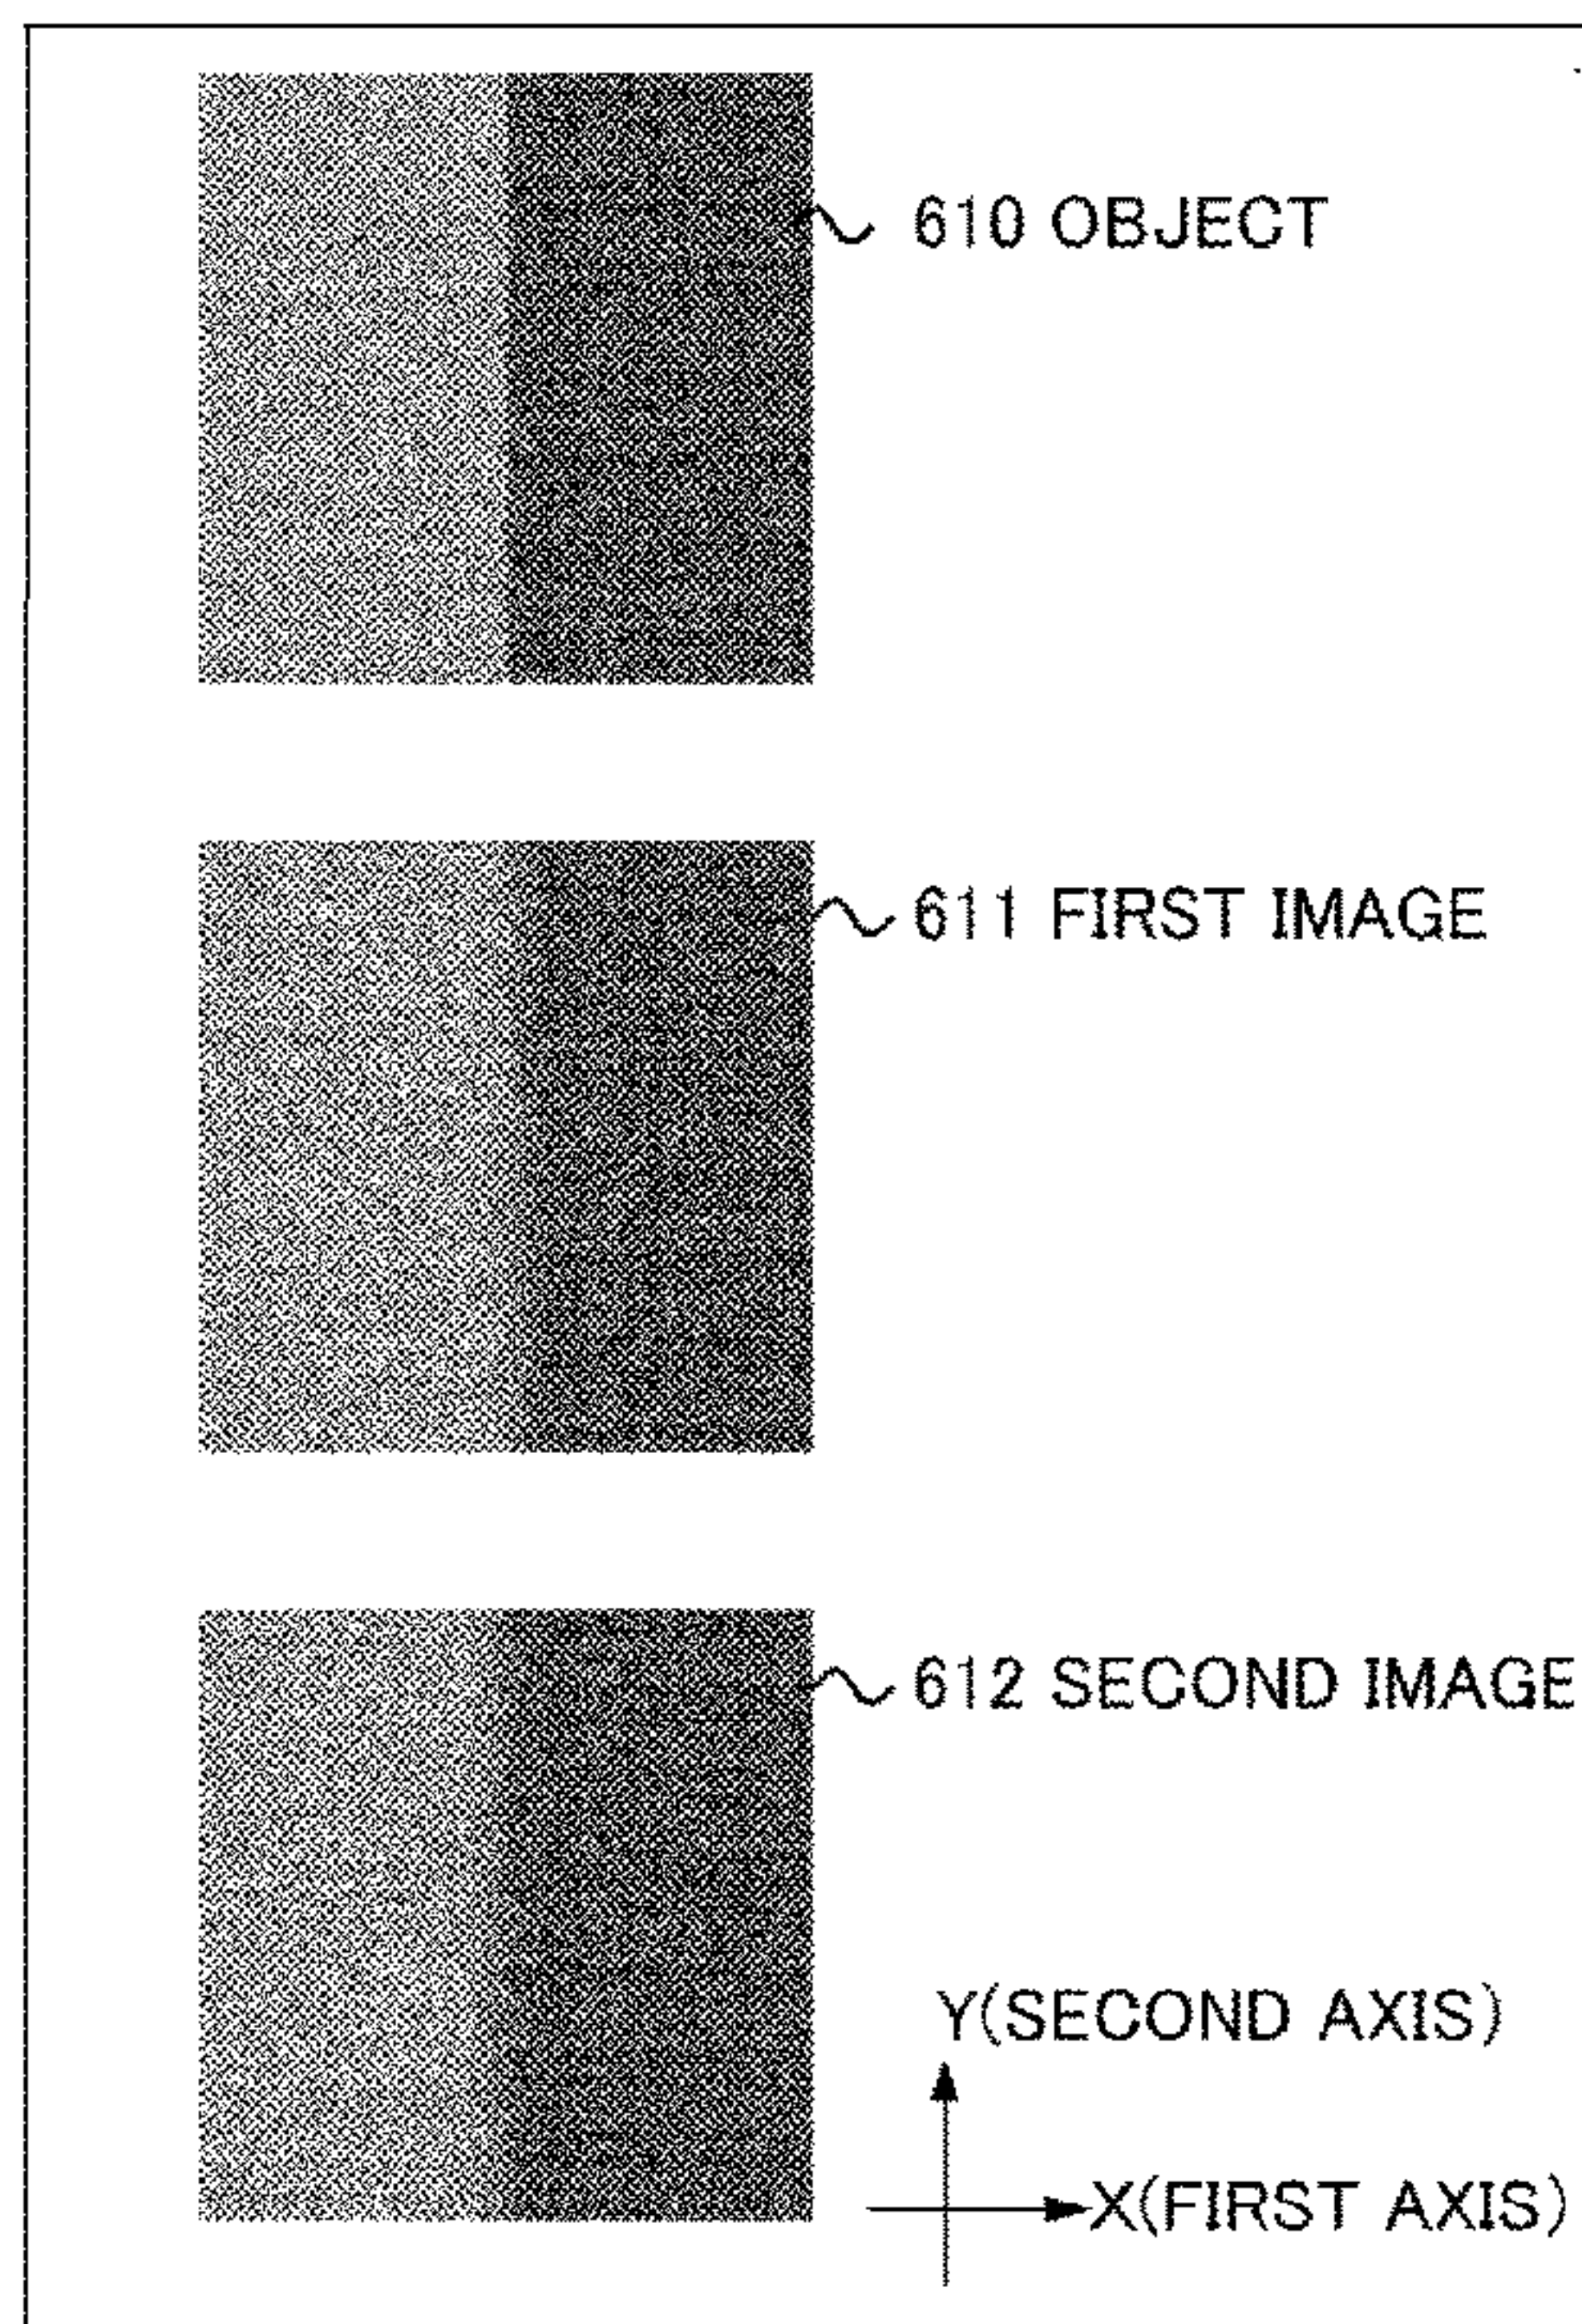 610 OBJECT
611 FIRST IMAGE
612 SECOND IMAGE
Y(SECOND AXIS)
X(FIRST AXIS)